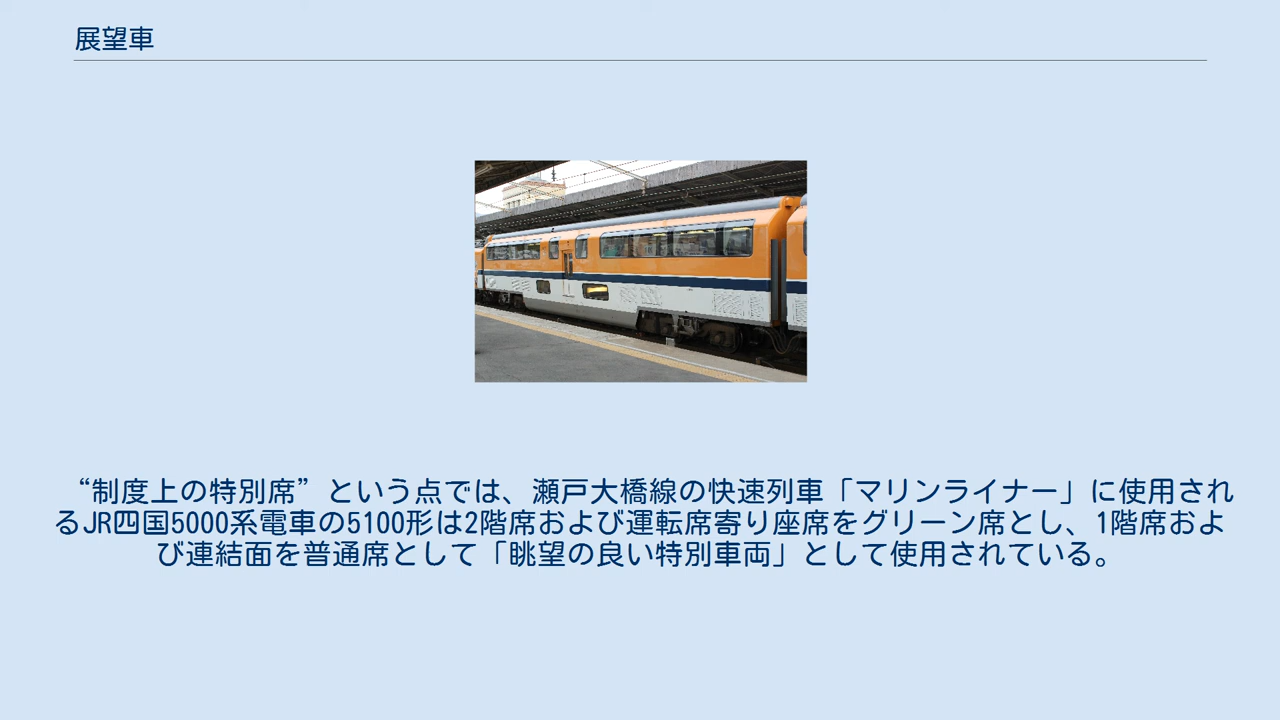 展望車
“制度上の特別席”という点では、瀬戸大橋線の快速列車「マリンライナー」に使用され
るJR四国5000系電車の5100形は2階席および運転席寄り座席をグリーン席とし、1階席およ
び連結面を普通席として「眺望の良い特別車両」として使用されている。